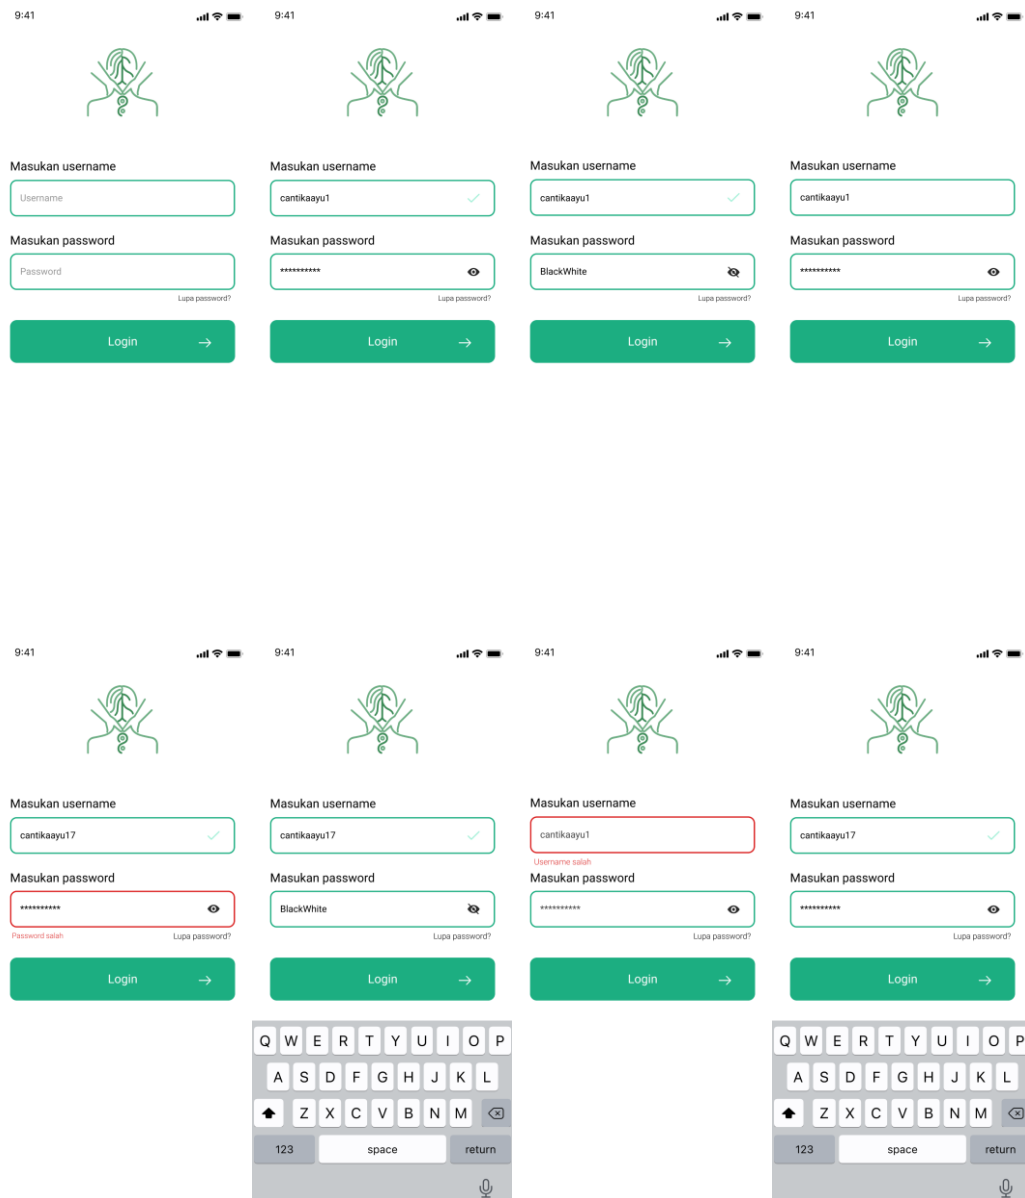 9:41
Masukan username
Username
Masukan password
Password
Lupa password?
Login
9:41
Masukan username
cantikaayu1
Masukan password
**********
Lupa password?
Login
9:41
Masukan username
cantikaayu1
Masukan password
BlackWhite
Lupa password?
Login
9:41
Masukan username
cantikaayu1
Masukan password
**********
Lupa password?
Login
9:41
Masukan username
cantikaayu17
Masukan password
**********
Password salah
Lupa password?
Login
9:41
Masukan username
cantikaayu17
Masukan password
BlackWhite
Lupa password?
Login
Q W E R T Y U I O P
A S D F G H J K L
Z X C V B N M
123 space return
9:41
Masukan username
cantikaayu1
Username salah
Masukan password
**********
Lupa password?
Login
9:41
Masukan username
cantikaayu17
Masukan password
**********
Lupa password?
Login
Q W E R T Y U I O P
A S D F G H J K L
Z X C V B N M
123 space return